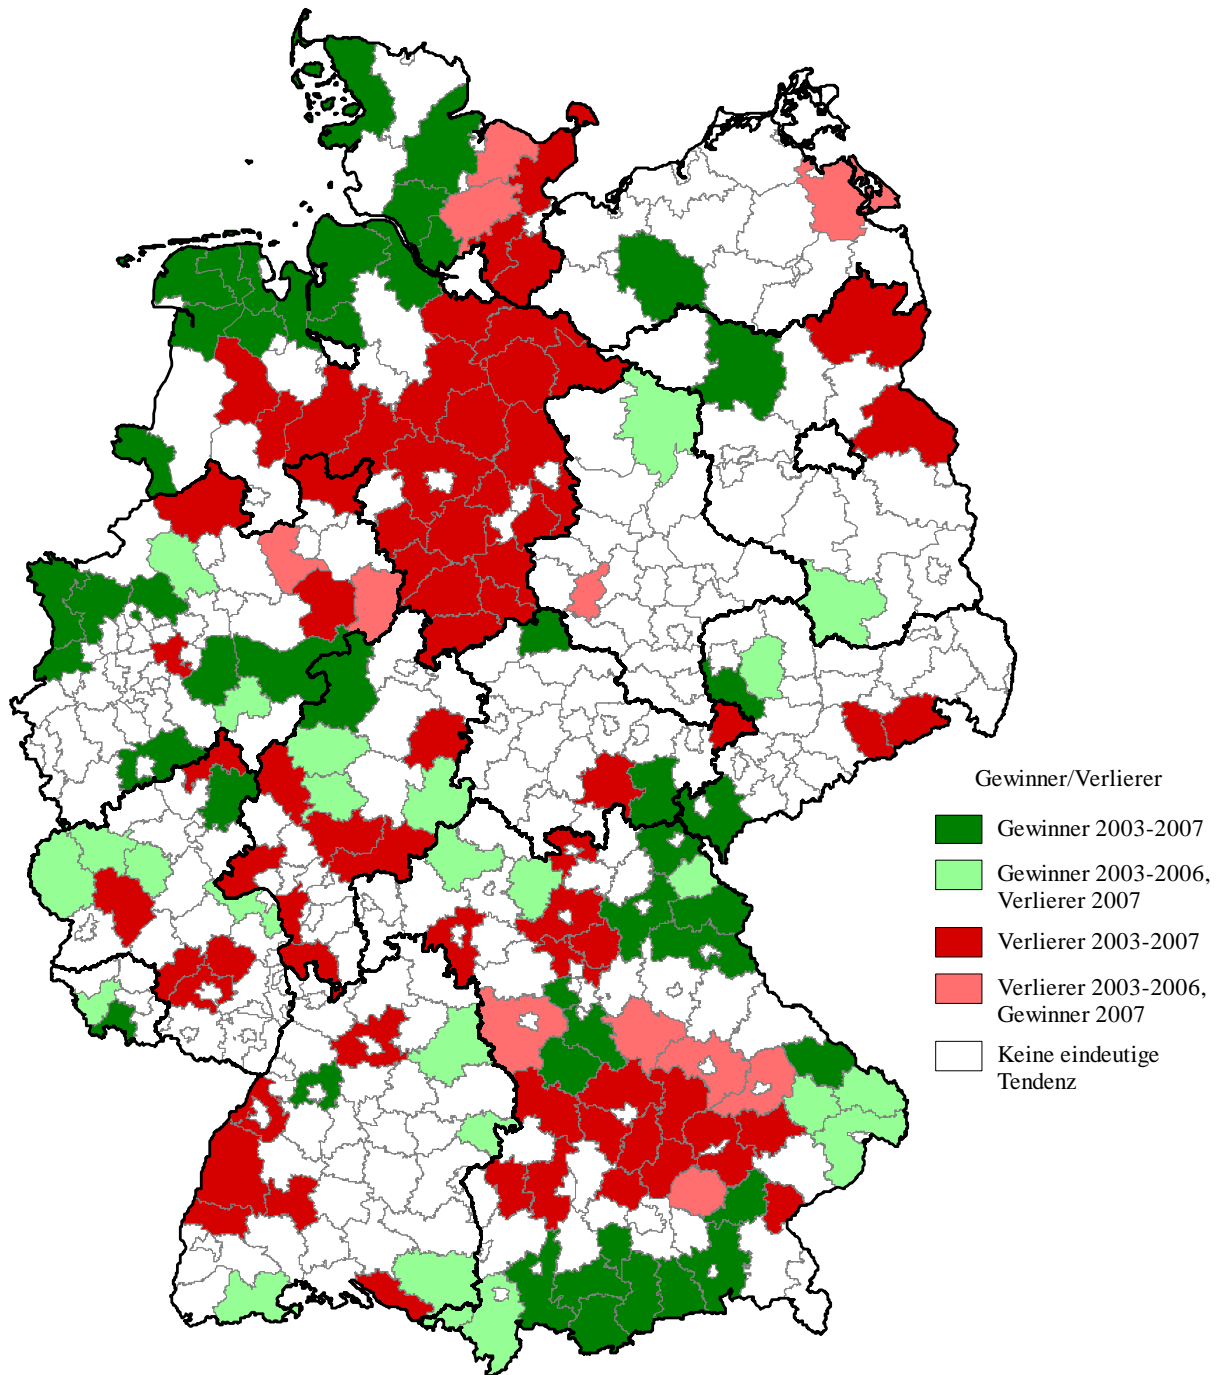 Gewinner/Verlierer
Gewinner 2003-2007
Gewinner 2003-2006,
Verlierer 2007
Verlierer 2003-2007
Verlierer 2003-2006,
Gewinner 2007
Keine eindeutige
Tendenz